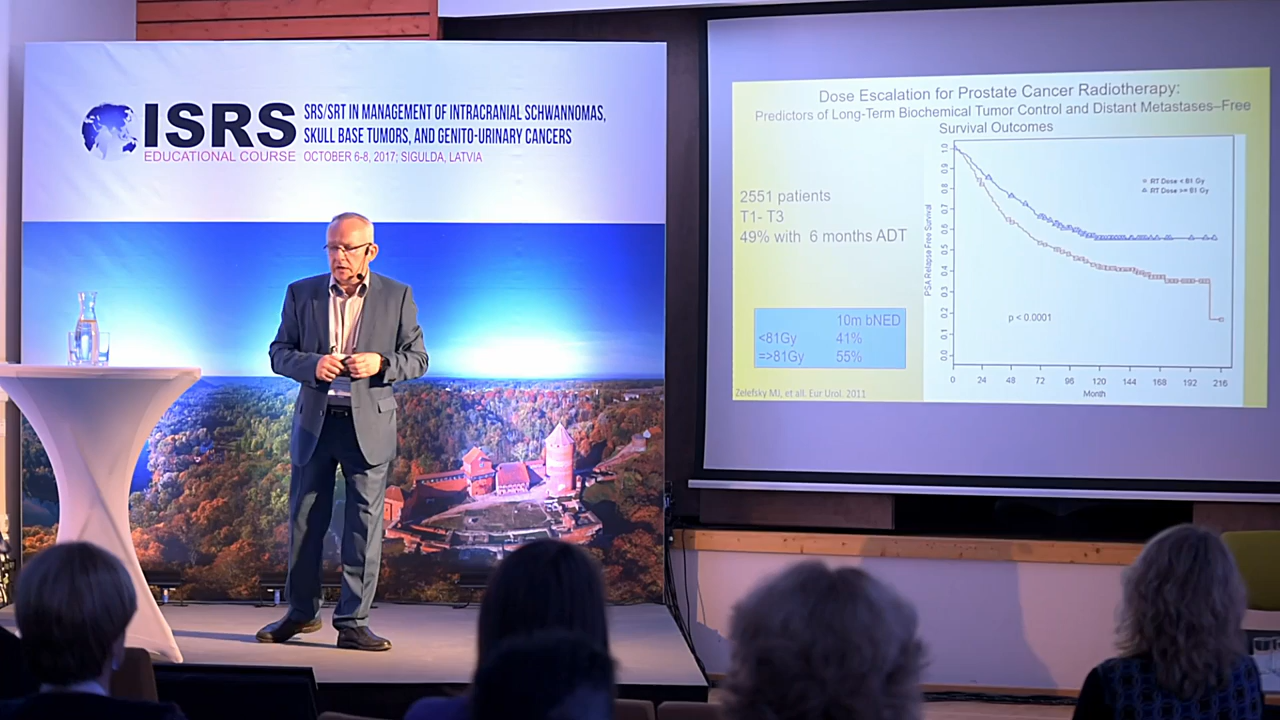 ISRS
EDUCATIONAL COURSE
SRS/SRT IN MANAGEMENT OF INTRACRANIAL SCHWANNOMAS,
SKULL BASE TUMORS, AND GENITO-URINARY CANCERS
OCTOBER 6-8, 2017; SIGULDA, LATVIA
Dose Escalation for Prostate Cancer Radiotherapy:
Predictors of Long-Term Biochemical Tumor Control and Distant Metastases–Free
Survival Outcomes
2551 patients
T1- T3
49% with 6 months ADT
10m bNED
<81Gy 41%
=>81Gy 55%
Zelefsky MJ, et all. Eur Urol. 2011
PSA Relapse Free Survival
1.0
0.9
0.8
0.7
0.6
0.5
0.4
0.3
0.2
0.1
0.0
RT Dose < 81 Gy
RT Dose >= 81 Gy
p < 0.0001
0 24 48 72 96 120 144 168 192 216
Month